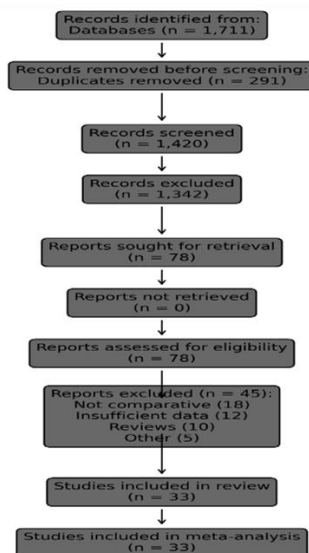 Records identified from:
Databases (n = 1,711)
Records removed before screening:
Duplicates removed (n = 291)
Records screened
(n = 1,420)
Records excluded
(n = 1,342)
Reports sought for retrieval
(n = 78)
Reports not retrieved
(n = 0)
Reports assessed for eligibility
(n = 78)
Reports excluded (n = 45):
Not comparative (18)
Insufficient data (12)
Reviews (10)
Other (5)
Studies included in review
(n = 33)
Studies included in meta-analysis
(n = 33)